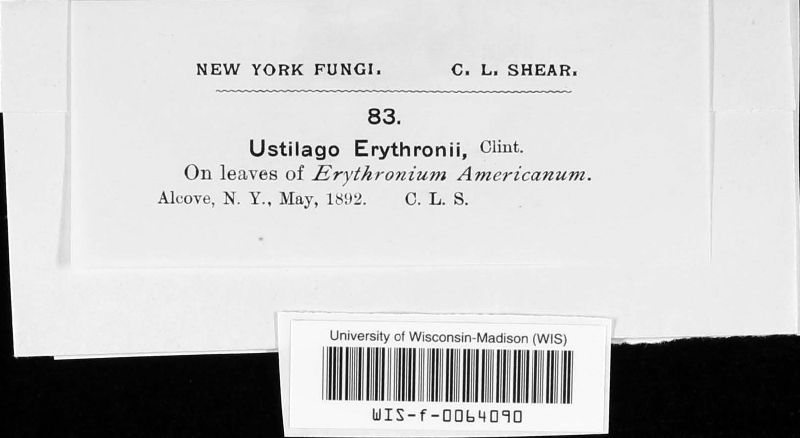 NEW YORK FUNGI. C. L. SHEAR.
83.
Ustilago Erythronii, Clint.
On leaves of Erythronium Americanum.
Alcove, N. Y., May, 1892. C. L. S.
University of Wisconsin-Madison (WIS)
WIS-f-0064090